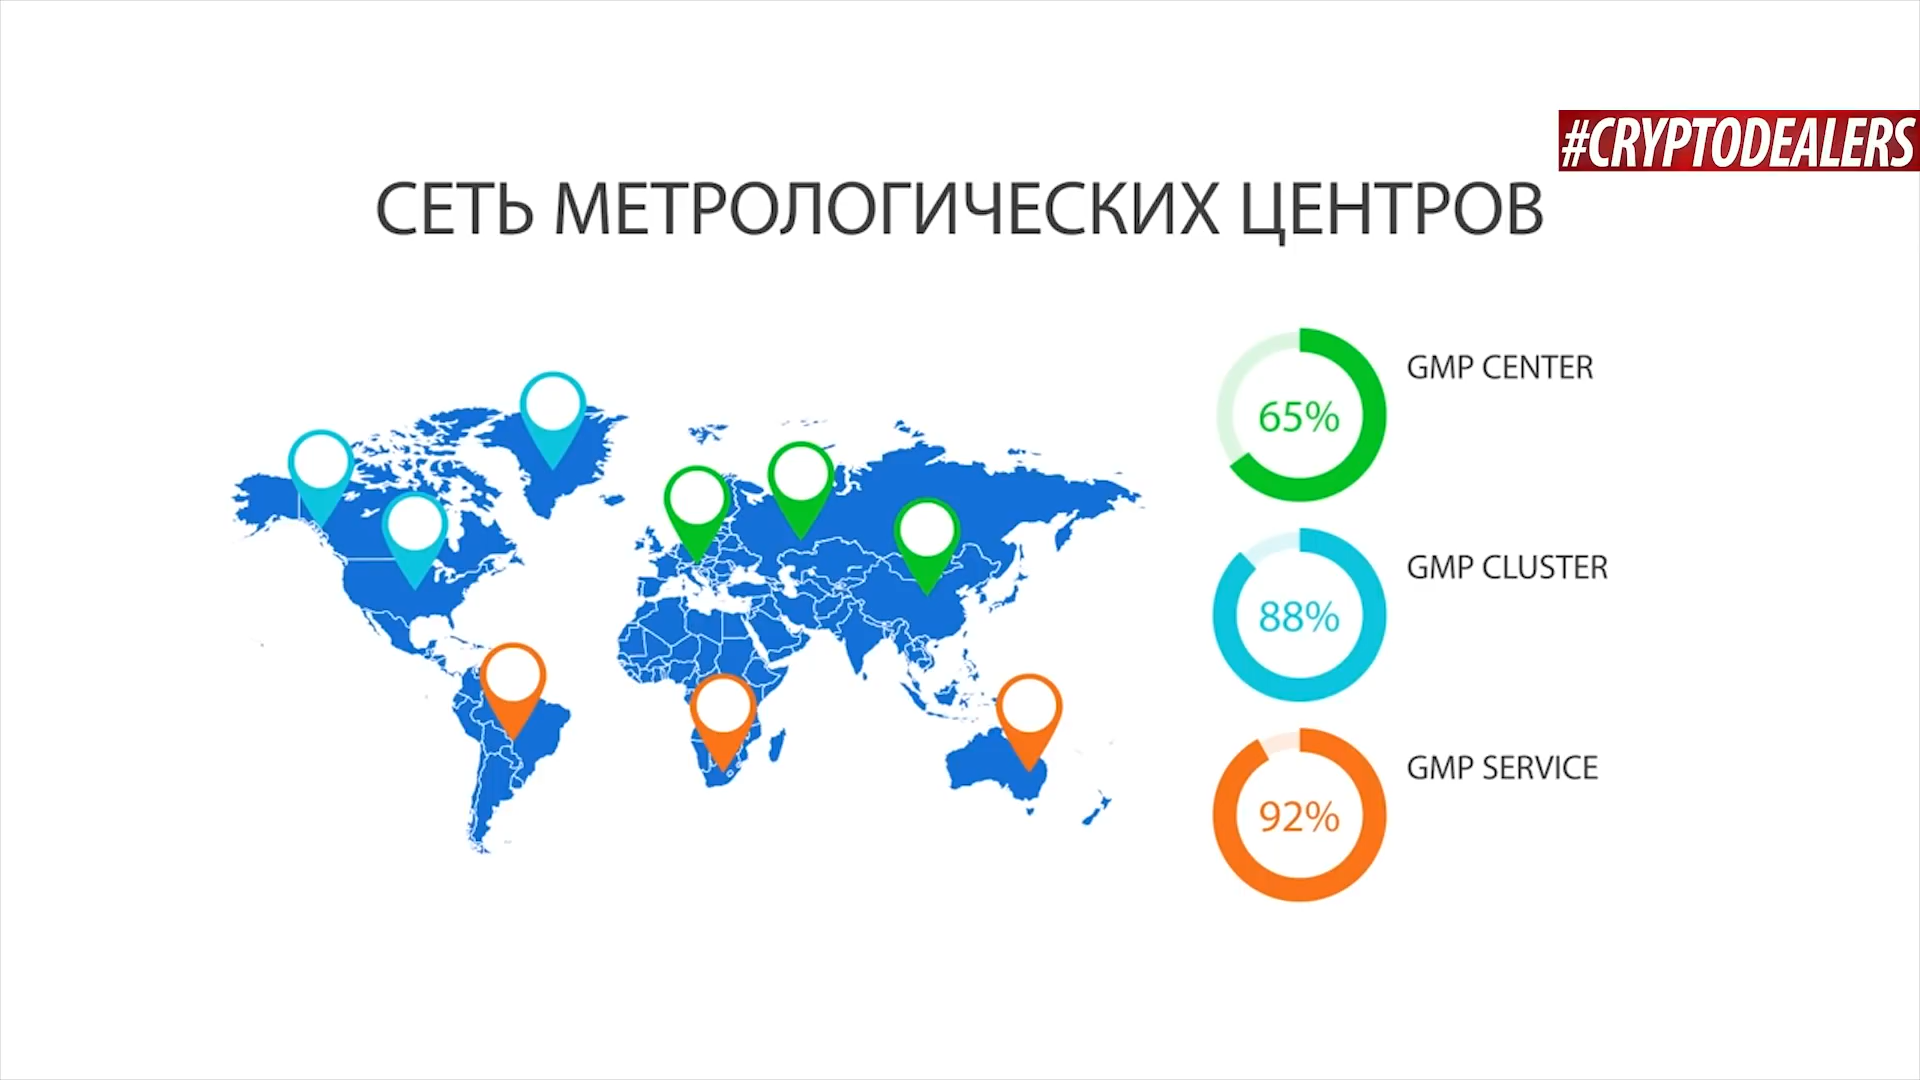 #CRYPTODEALERS
СЕТЬ МЕТРОЛОГИЧЕСКИХ ЦЕНТРОВ
GMP CENTER
65%
GMP CLUSTER
88%
GMP SERVICE
92%